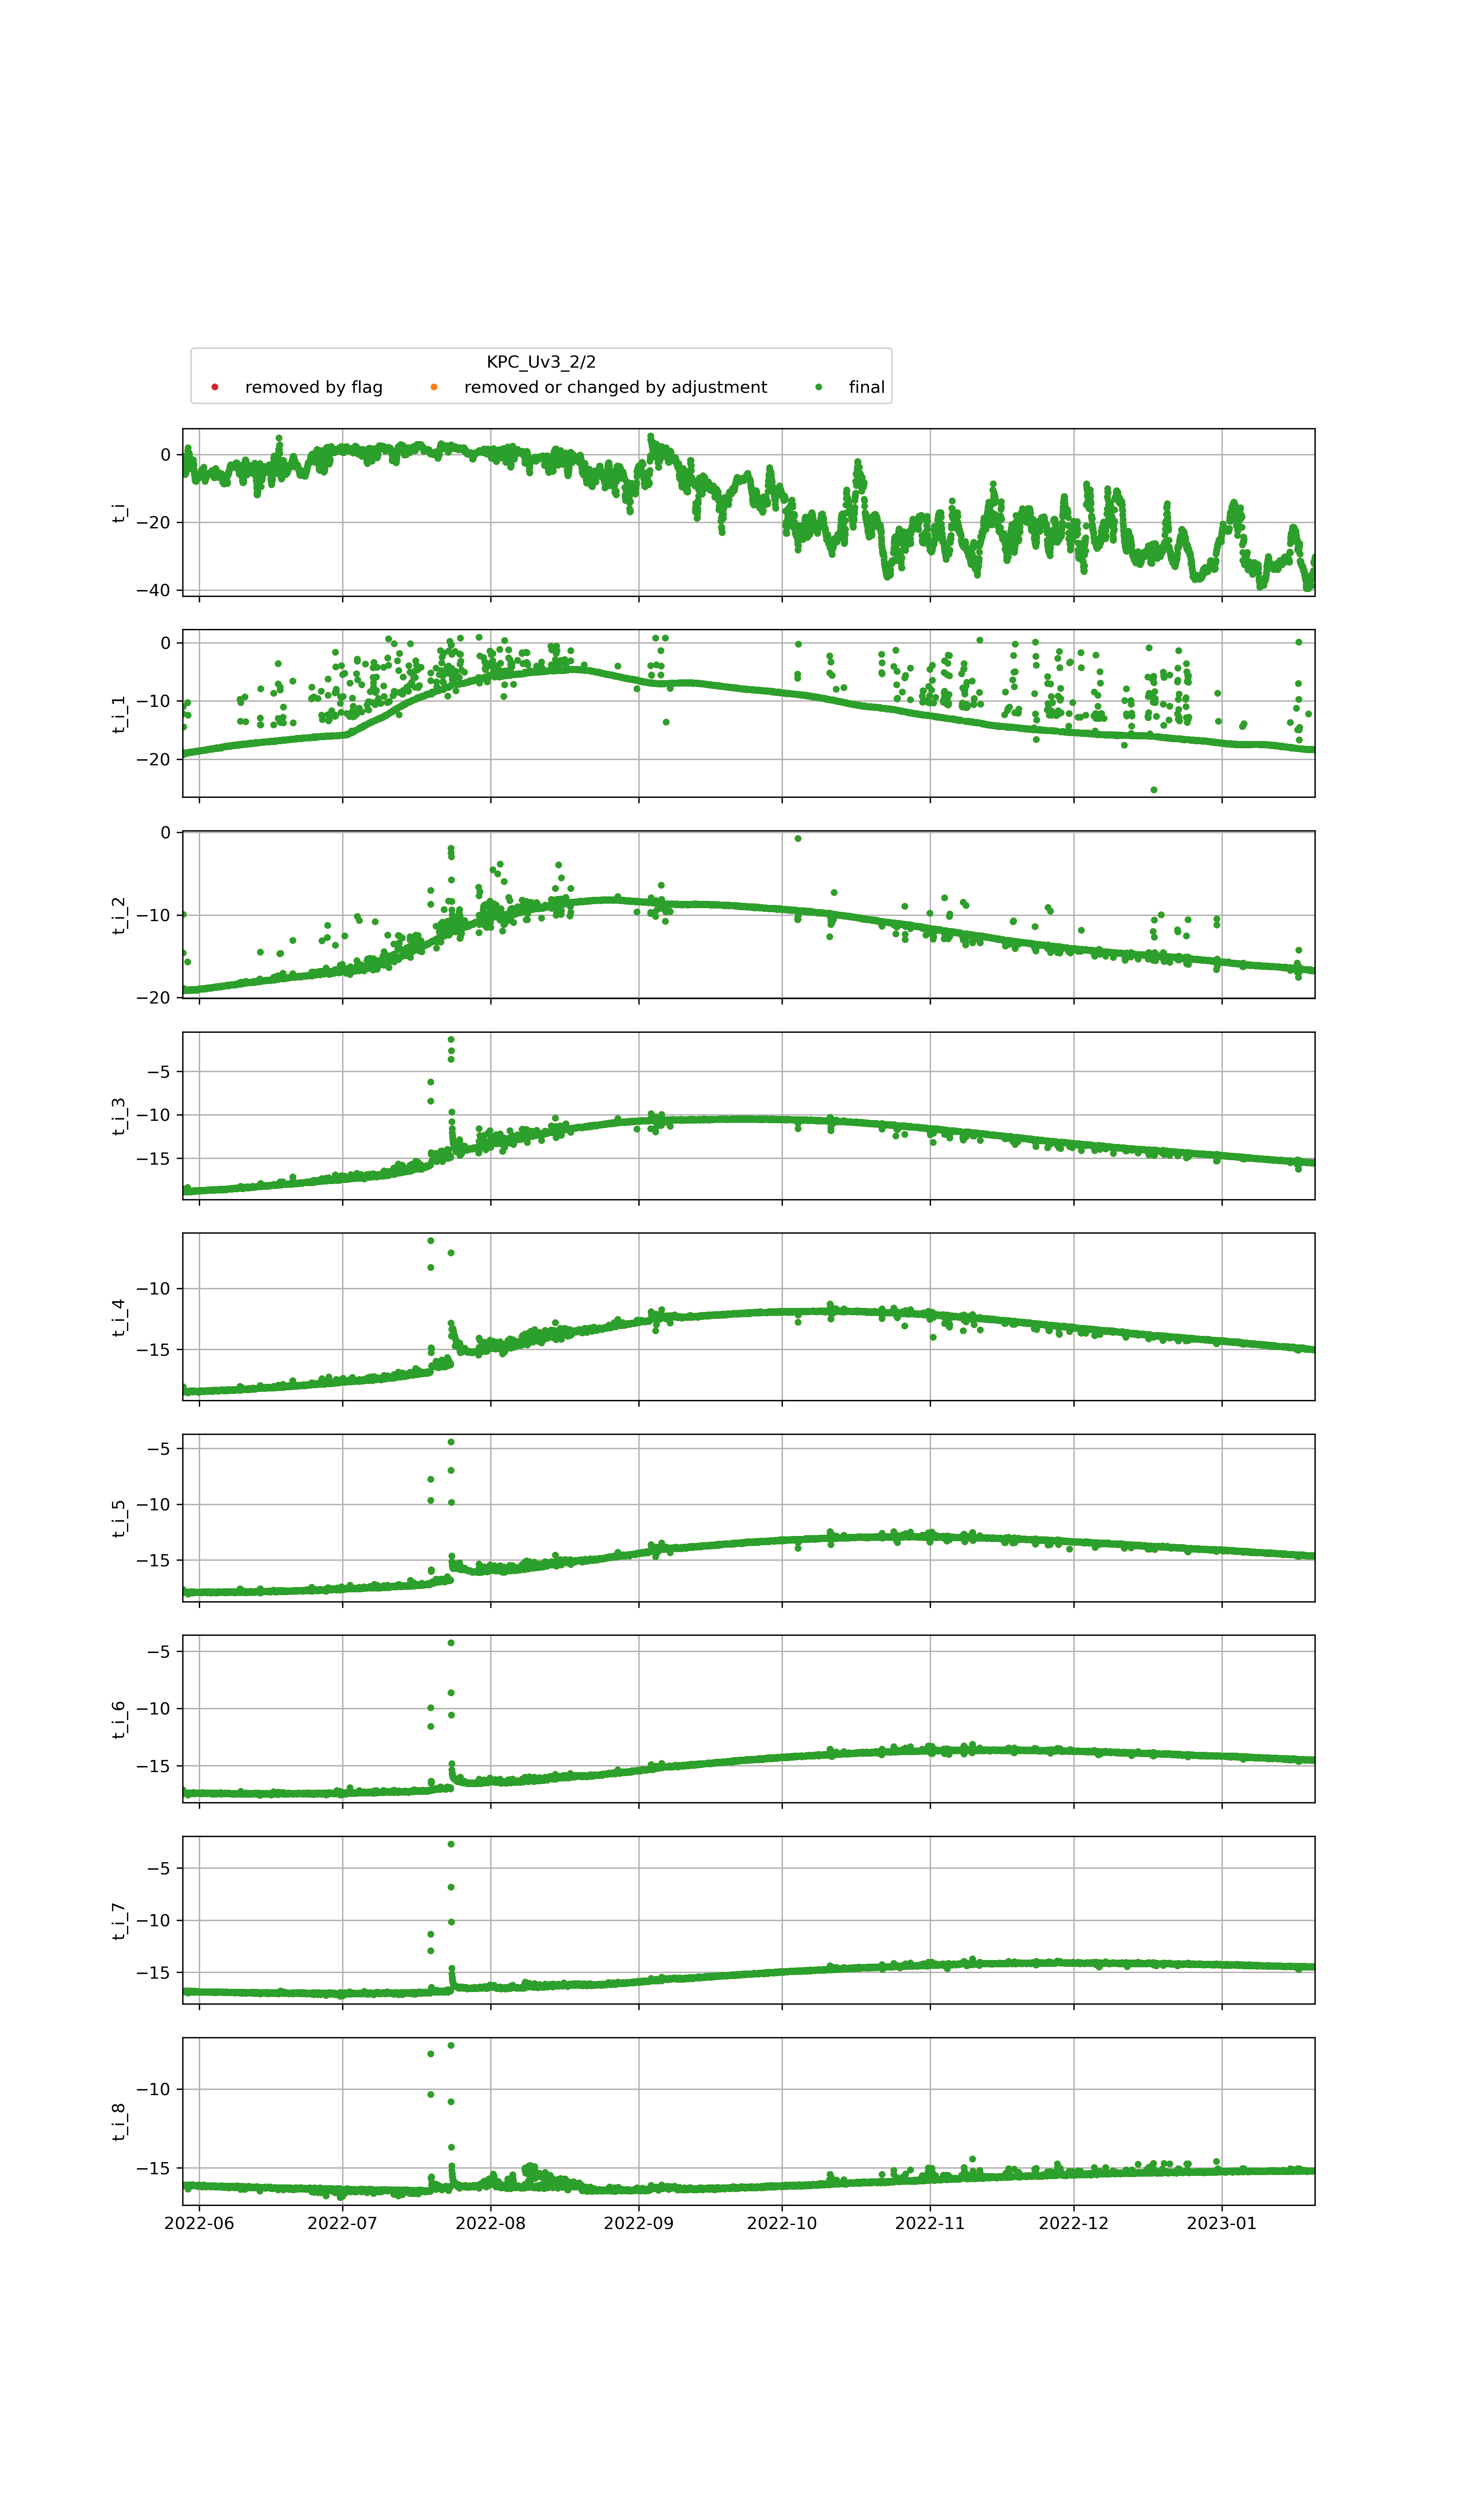 KPC_Uv3_2/2
removed by flag removed or changed by adjustment final
0
−20
−40
t_i
0
−10
−20
t_i_1
0
−10
−20
t_i_2
−5
−10
−15
t_i_3
−10
−15
t_i_4
−5
−10
−15
t_i_5
−5
−10
−15
t_i_6
−5
−10
−15
t_i_7
−10
−15
t_i_8
2022-06 2022-07 2022-08 2022-09 2022-10 2022-11 2022-12 2023-01